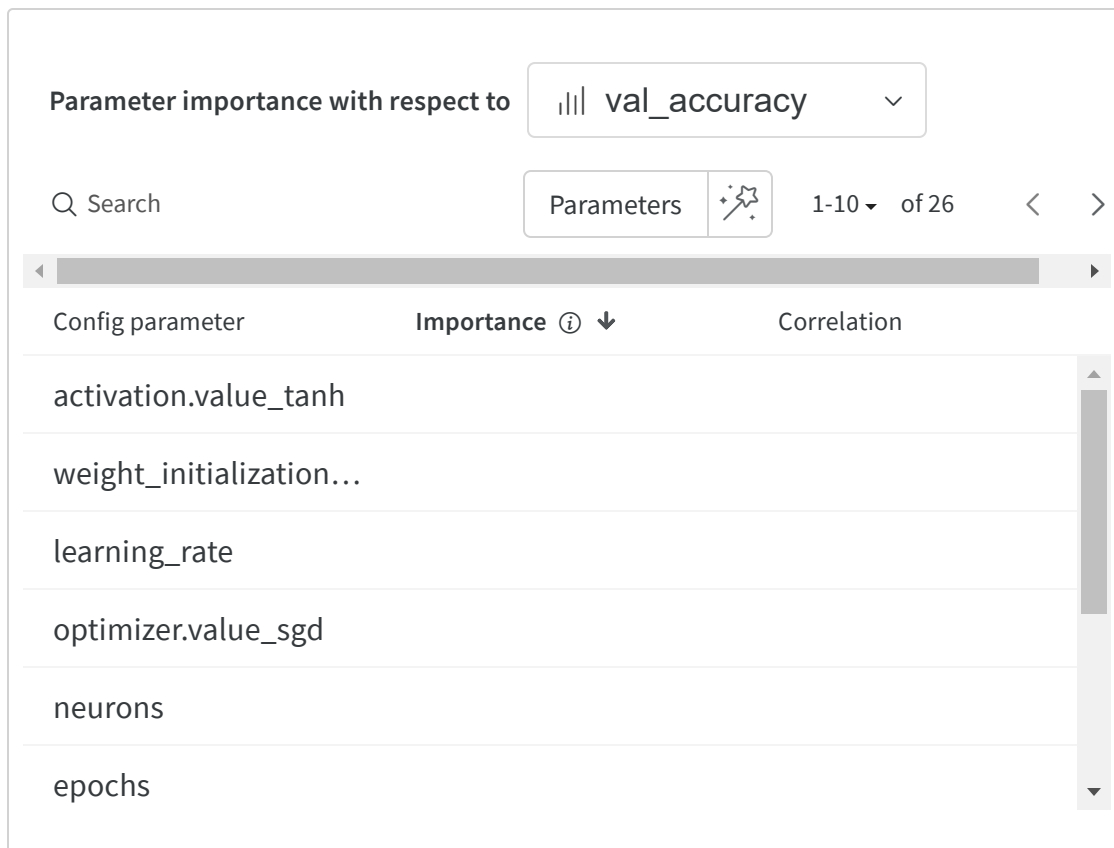 Parameter importance with respect to val_accuracy
Search Parameters 1-10 of 26
Config parameter Importance Correlation
activation.value_tanh
weight_initialization…
learning_rate
optimizer.value_sgd
neurons
epochs